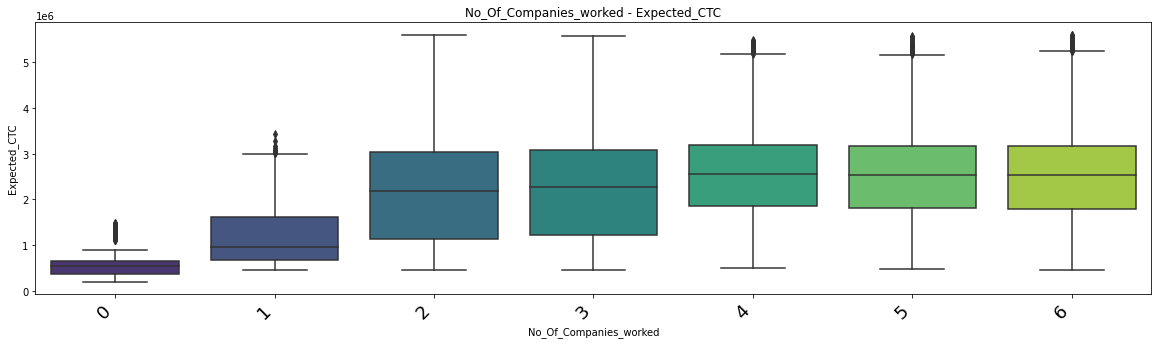 No_Of_Companies_worked - Expected_CTC
1e6
5
4
3
2
1
0
Expected_CTC
0 1 2 3 4 5 6
No_Of_Companies_worked